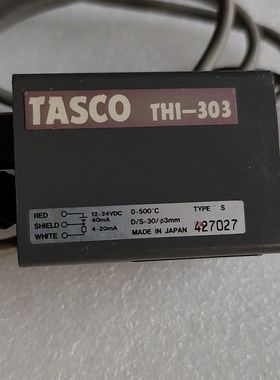 TASCO THI-303
RED 12-24VDC 0-500°C TYPE S
SHIELD 40mA D/S-30/φ3mm
WHITE 4-20mA MADE IN JAPAN 427027